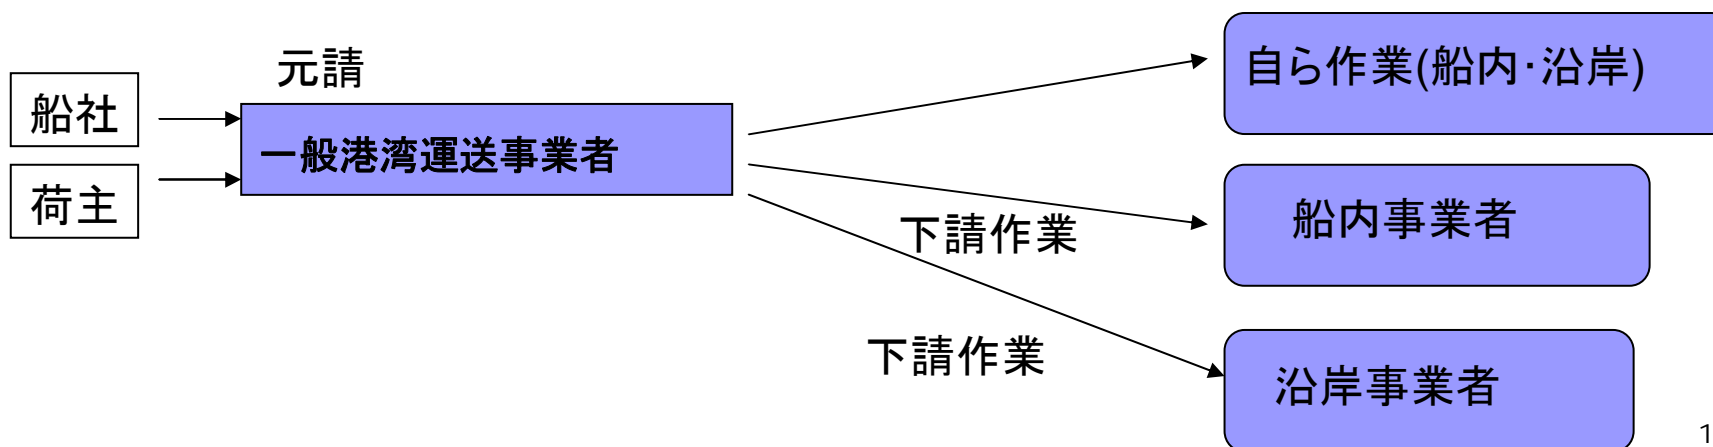 元請
船社
荷主
一般港湾運送事業者
自ら作業(船内・沿岸)
下請作業
船内事業者
下請作業
沿岸事業者
1